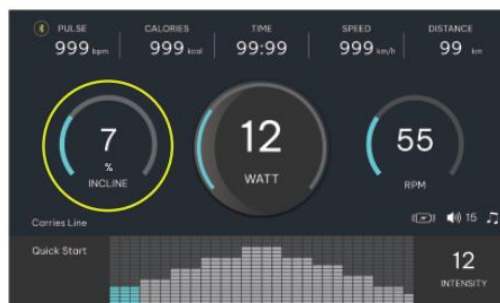 PULSE CALORIES TIME SPEED DISTANCE
999 bpm 999 kcal 99:99 999 km/h 99 km
7 % INCLINE
12 WATT
55 RPM
Carries Line
15
Quick Start
12 INTENSITY